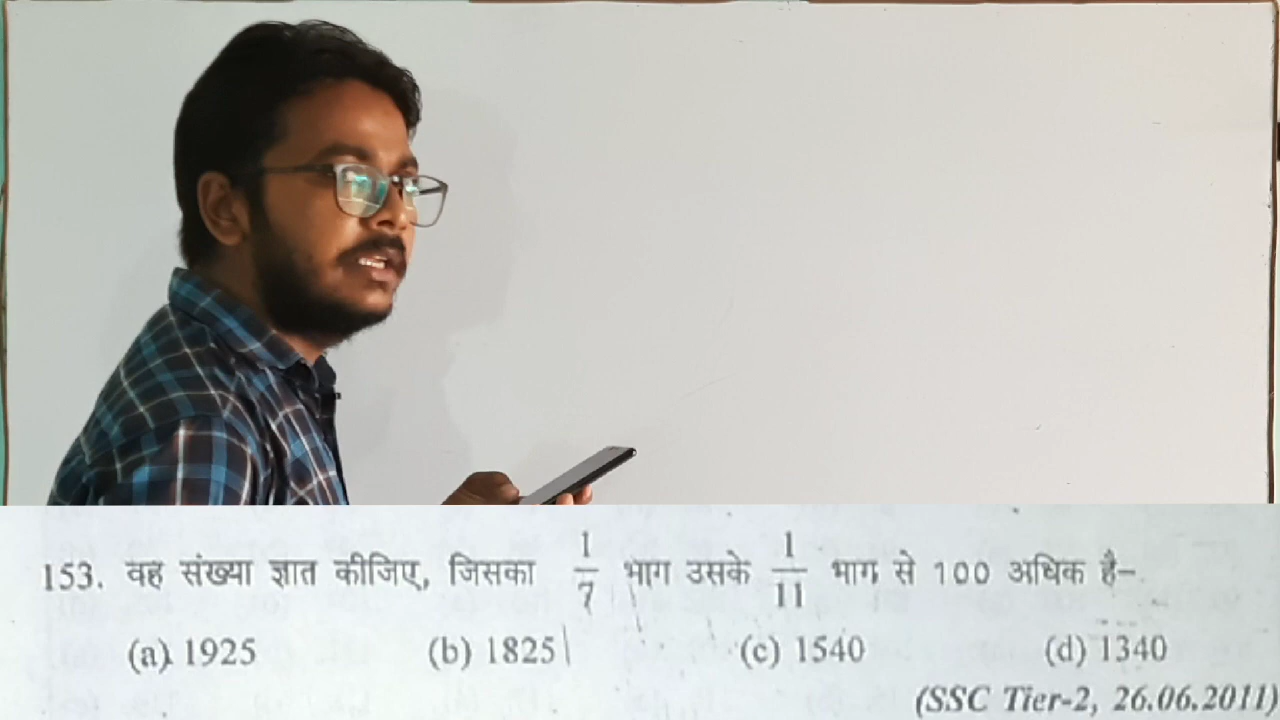 153. वह संख्या ज्ञात कीजिए, जिसका 1/7 भाग उसके 1/11 भाग से 100 अधिक है–
(a) 1925 (b) 1825 (c) 1540 (d) 1340
(SSC Tier-2, 26.06.2011)